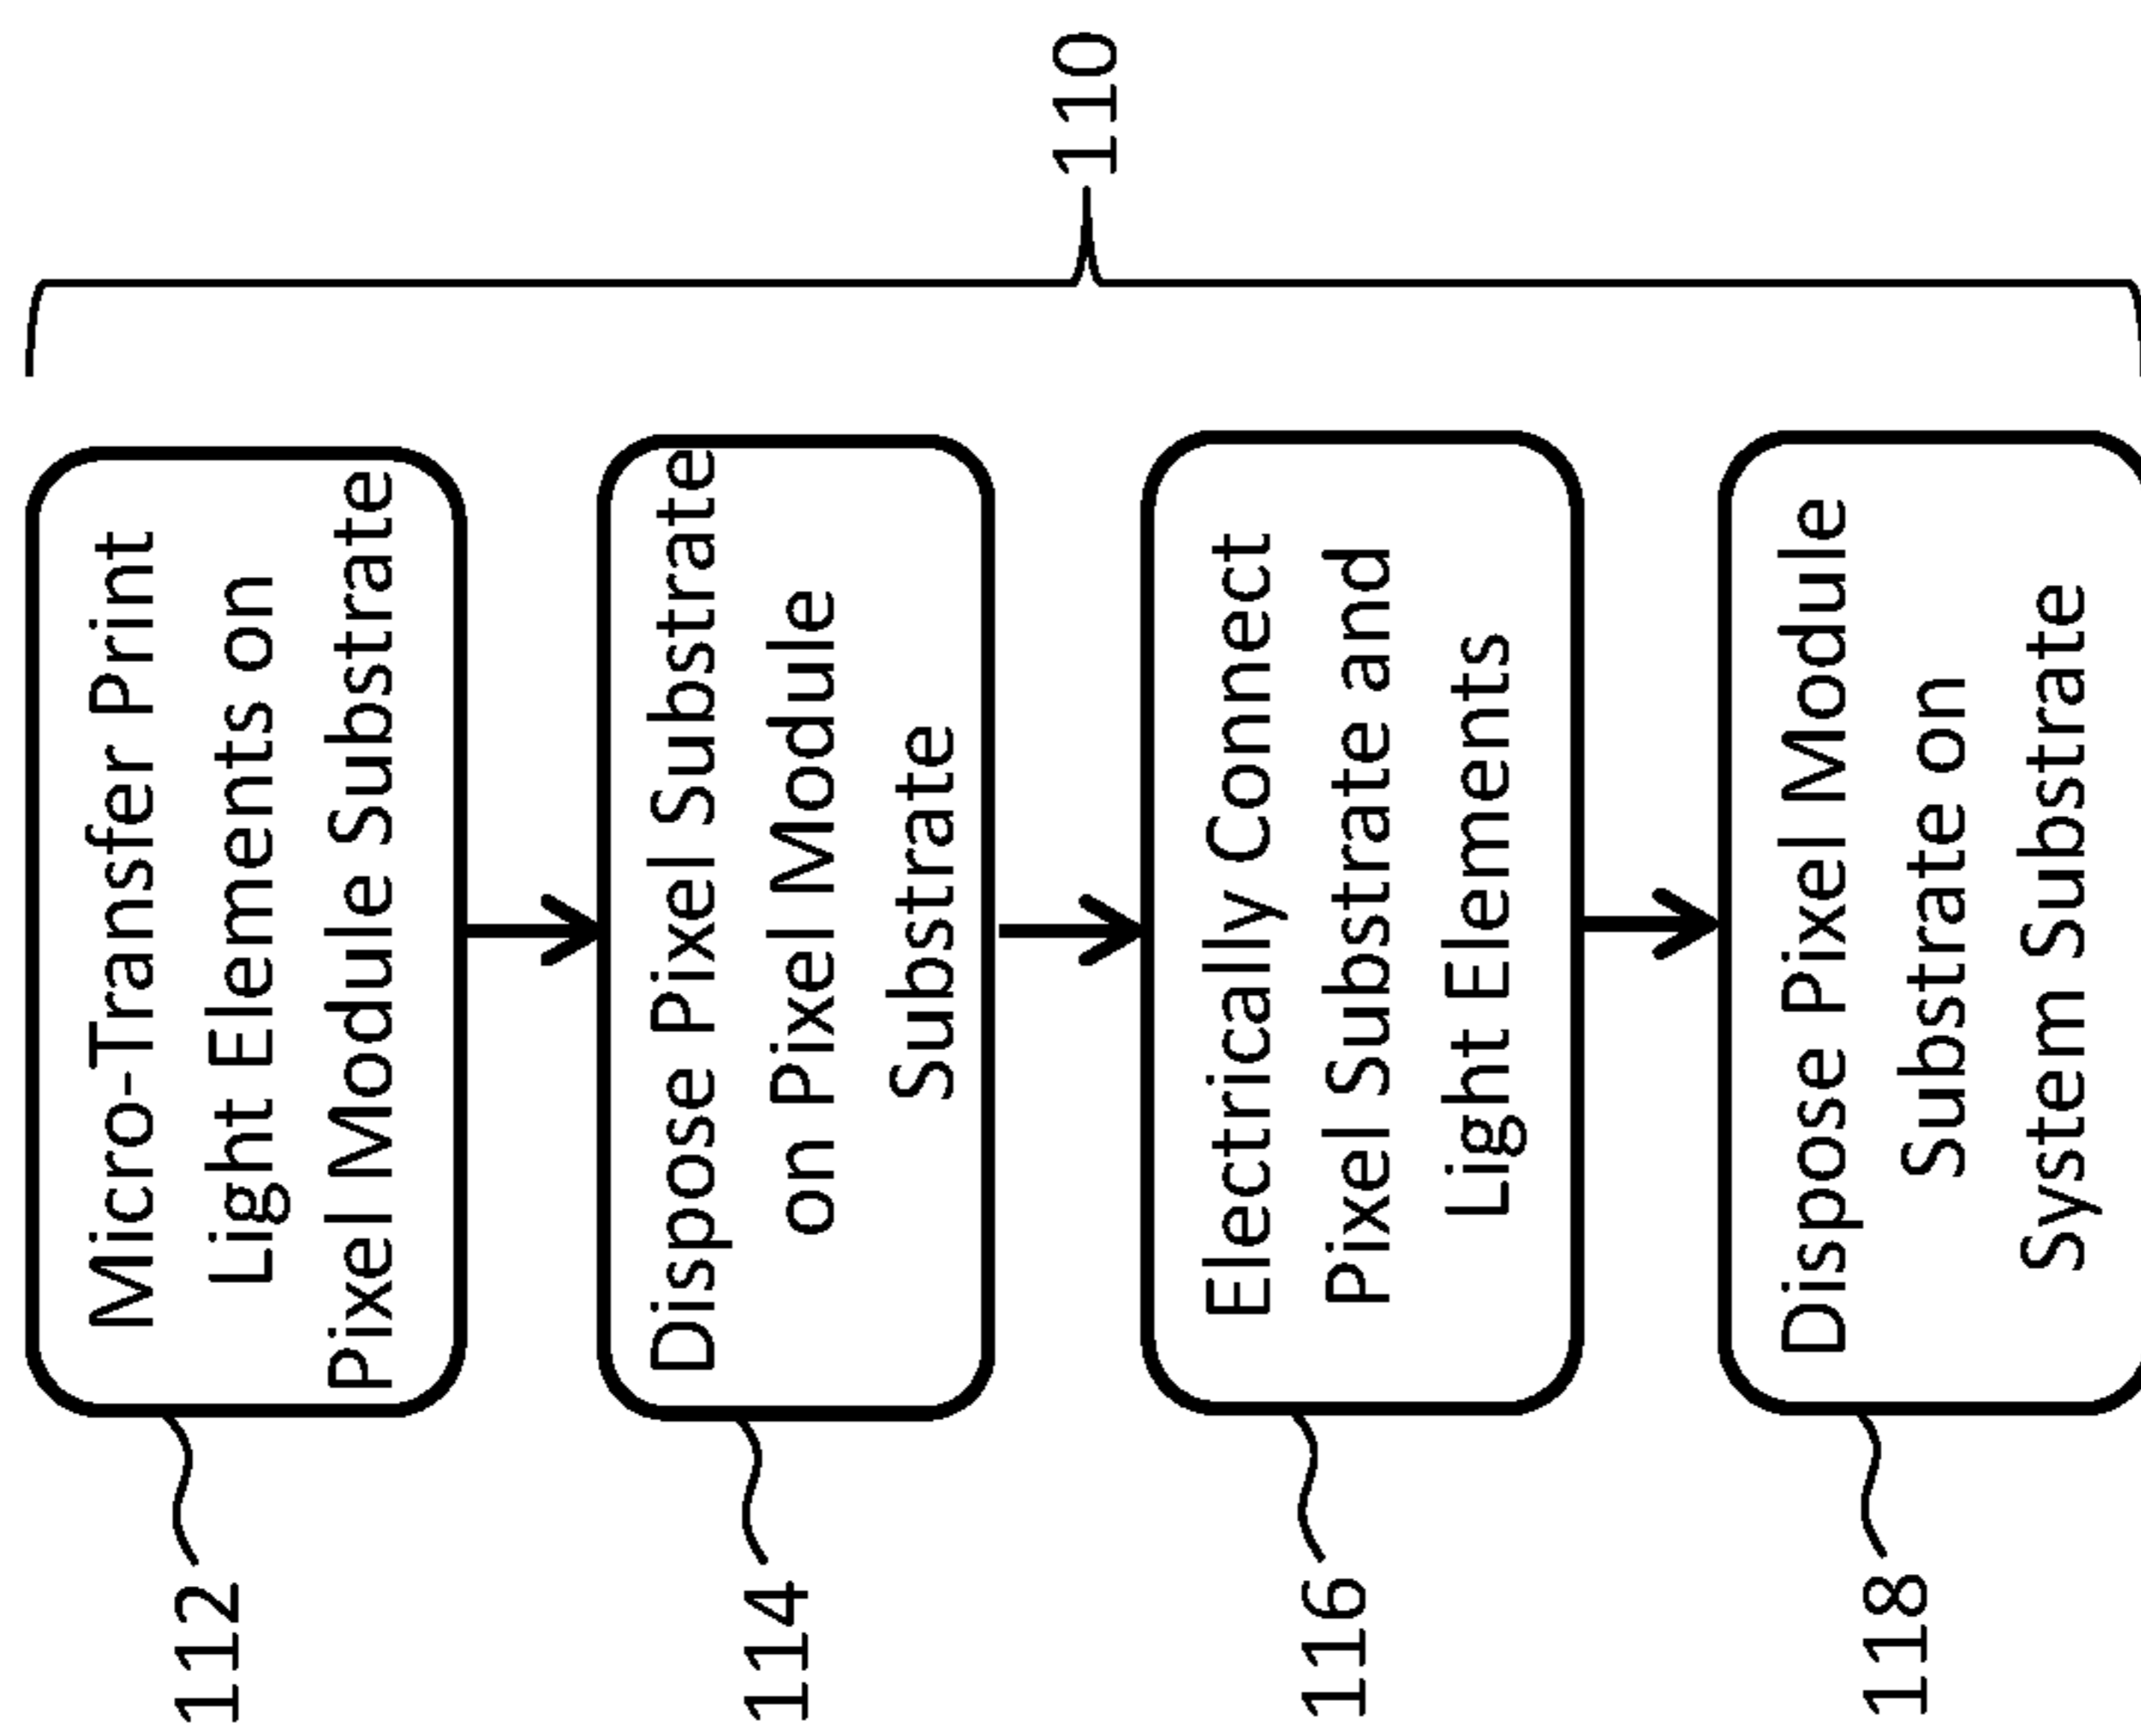 110
112
Micro-Transfer Print
Light Elements on
Pixel Module Substrate
114
Dispose Pixel Substrate
on Pixel Module
Substrate
116
Electrically Connect
Pixel Substrate and
Light Elements
118
Dispose Pixel Module
Substrate on
System Substrate